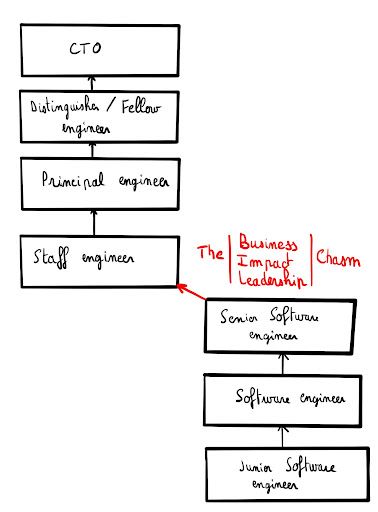 CTO
Distinguished / Fellow
engineer
Principal engineer
Staff engineer
The | Business | Chasm
Impact
Leadership
Senior Software
engineer
Software engineer
Junior Software
engineer